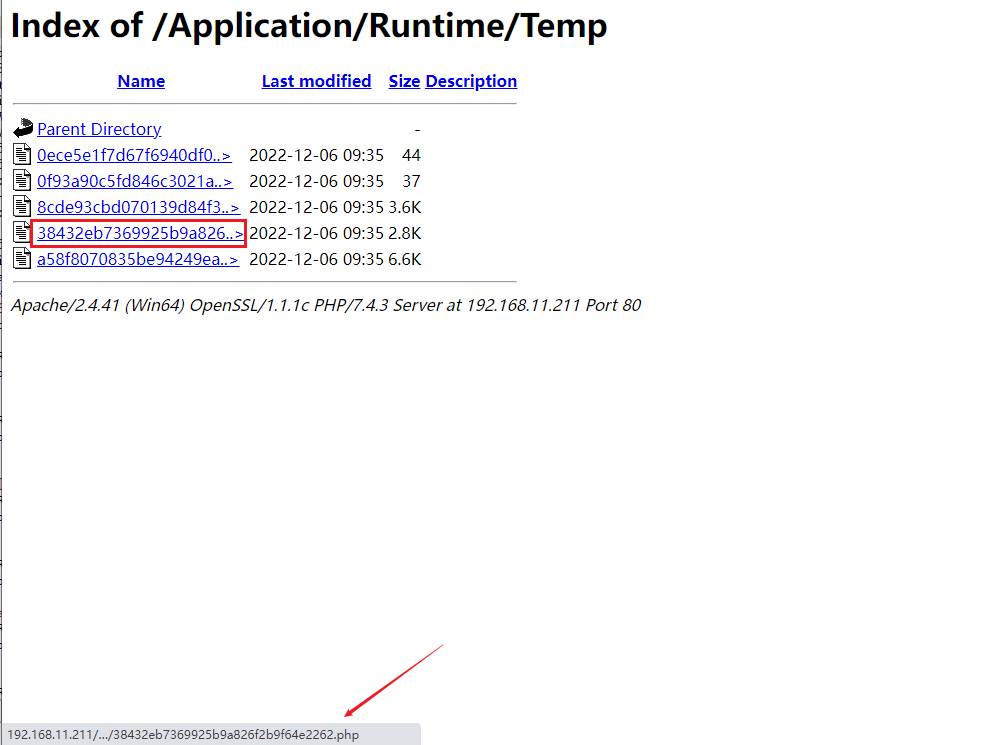 Index of /Application/Runtime/Temp
Name Last modified Size Description
Parent Directory -
0ece5e1f7d67f6940df0..> 2022-12-06 09:35 44
0f93a90c5fd846c3021a..> 2022-12-06 09:35 37
8cde93cbd070139d84f3..> 2022-12-06 09:35 3.6K
38432eb7369925b9a826..> 2022-12-06 09:35 2.8K
a58f8070835be94249ea..> 2022-12-06 09:35 6.6K
Apache/2.4.41 (Win64) OpenSSL/1.1.1c PHP/7.4.3 Server at 192.168.11.211 Port 80
192.168.11.211/.../38432eb7369925b9a826f2b9f64e2262.php